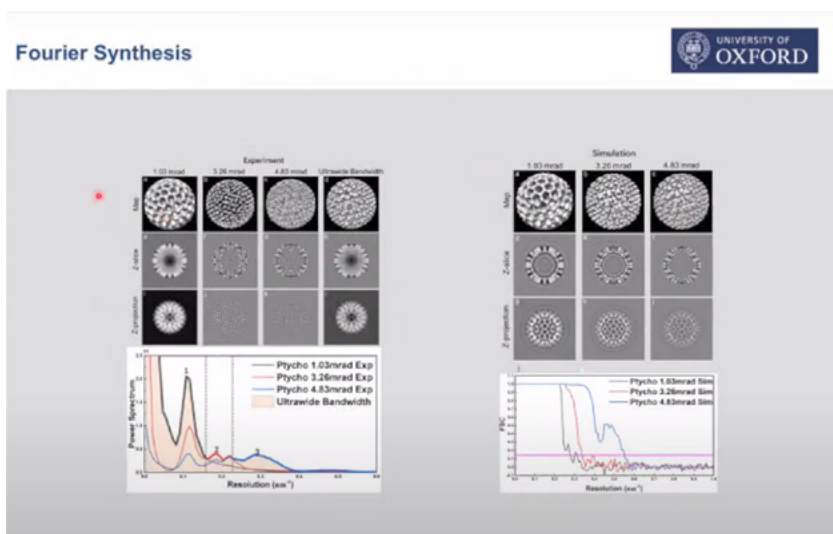 Fourier Synthesis
UNIVERSITY OF
OXFORD
Experiment
1.03 mrad 3.26 mrad 4.83 mrad Ultrawide Bandwidth
Map
Z-slice
Z-projection
Power Spectrum
Ptycho 1.03mrad Exp
Ptycho 3.26mrad Exp
Ptycho 4.83mrad Exp
Ultrawide Bandwidth
1
2
3
Resolution (nm⁻¹)
Simulation
1.03 mrad 3.26 mrad 4.83 mrad
Map
Z-slice
Z-projection
FSC
Ptycho 1.03mrad Sim
Ptycho 3.26mrad Sim
Ptycho 4.83mrad Sim
Resolution (nm⁻¹)